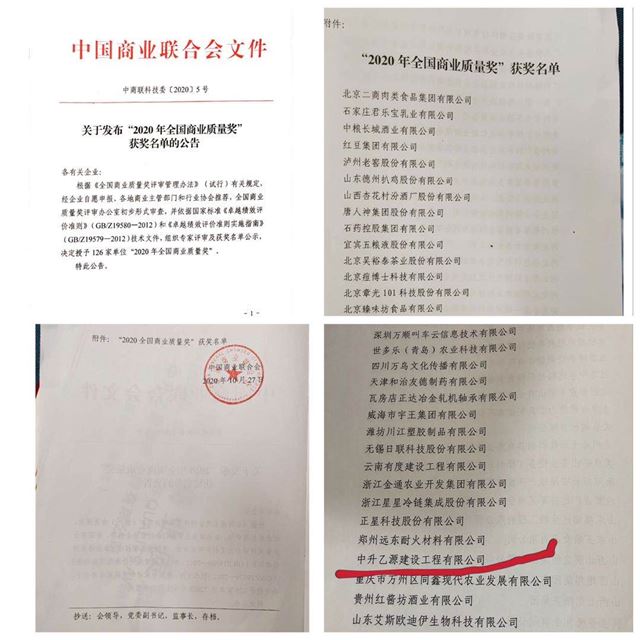 中国商业联合会文件
中商联科技委〔2020〕5号
关于发布“2020年全国商业质量奖”
获奖名单的公告
各有关企业：
根据《全国商业质量奖评审管理办法》（试行）有关规定，
经企业自愿申报，各地商业主管部门和行业协会推荐，全国商业
质量奖评审办公室初步形式审查，并依据国家标准《卓越绩效评
价准则》（GB/Z19580—2012）和《卓越绩效评价准则实施指南》
（GB/Z19579—2012）技术文件，组织专家评审及获奖名单公示，
决定授予126家单位“2020年全国商业质量奖”。
特此公告。
- 1 -
附件：
“2020年全国商业质量奖”获奖名单
北京二商肉类食品集团有限公司
石家庄君乐宝乳业有限公司
中粮长城酒业有限公司
红豆集团有限公司
泸州老窖股份有限公司
山东德州扒鸡股份有限公司
山西杏花村汾酒厂股份有限公司
唐人神集团股份有限公司
石药控股集团有限公司
宜宾五粮液股份有限公司
北京吴裕泰茶业股份有限公司
北京痘博士科技有限公司
北京章光101科技股份有限公司
北京臻味坊食品有限公司
附件：“2020全国商业质量奖”获奖名单
中国商业联合会
2020年10月27日
抄送：会领导，党委副书记，监事长，存档。
深圳万顺叫车云信息技术有限公司
世多乐（青岛）农业科技有限公司
四川万鸟文化传播有限公司
天津和治友德制药有限公司
瓦房店正达冶金轧机轴承有限公司
威海市宇王集团有限公司
潍坊川江塑胶制品有限公司
无锡日联科技股份有限公司
云南有度建设工程有限公司
浙江金通农业开发集团有限公司
浙江星星冷链集成股份有限公司
正星科技股份有限公司
郑州远东耐火材料有限公司
中升乙源建设工程有限公司
重庆市万州区同鑫现代农业发展有限公司
贵州红酱坊酒业有限公司
山东艾斯欧迪伊生物科技有限公司